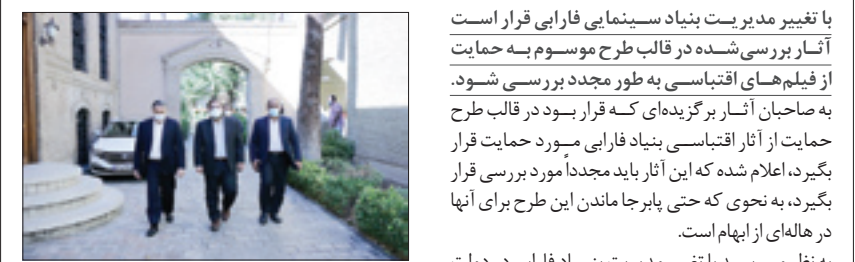 با تغییر مدیریت بنیاد سینمایی فارابی قرار است
آثار بررسی‌شده در قالب طرح موسوم به حمایت
از فیلم‌های اقتباسی به طور مجدد بررسی شود.
به صاحبان آثار برگزیده‌ای که قرار بود در قالب طرح
حمایت از آثار اقتباسی بنیاد فارابی مورد حمایت قرار
بگیرد، اعلام شده که این آثار باید مجدداً مورد بررسی قرار
بگیرد، به نحوی که حتی پابرجا ماندن این طرح برای آنها
در هاله‌ای از ابهام است.